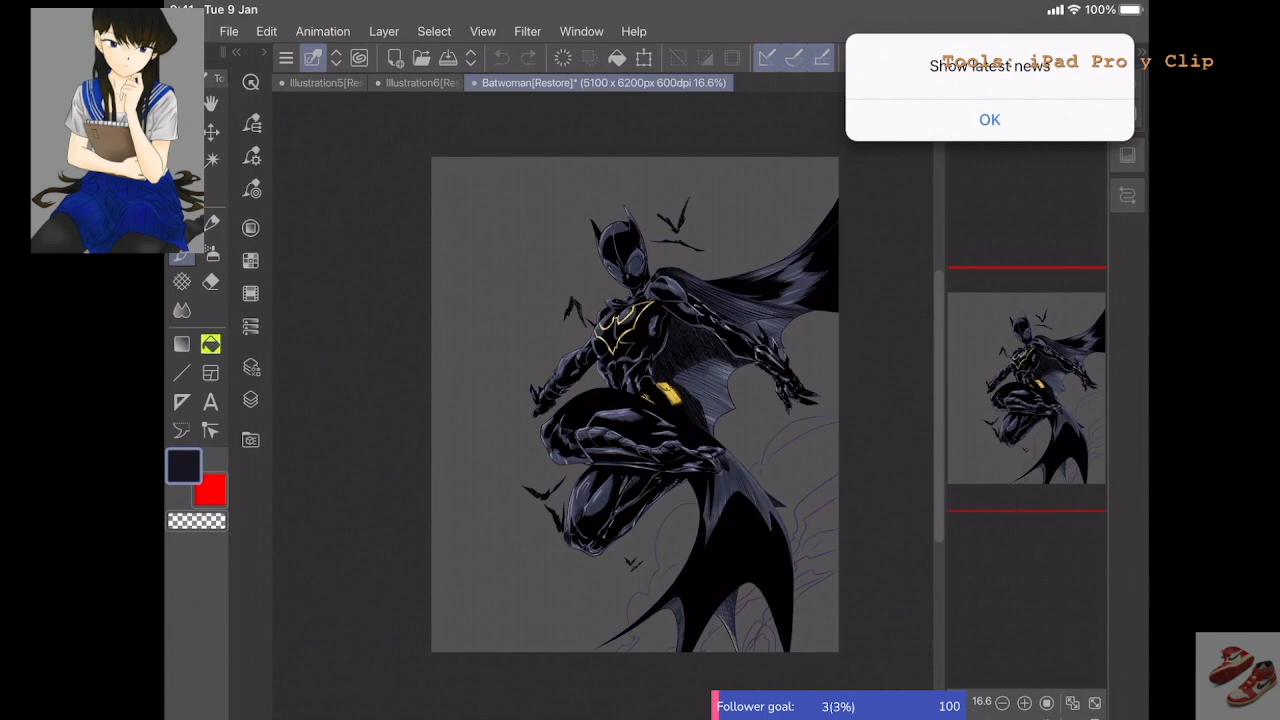 Tue 9 Jan
100%
File Edit Animation Layer Select View Filter Window Help
Show latest news
Tools: iPad Pro y Clip
OK
Illustration5[Re
Illustration6[Re
Batwoman[Restore]* (5100 x 6200px 600dpi 16.6%)
16.6
Follower goal: 3(3%) 100